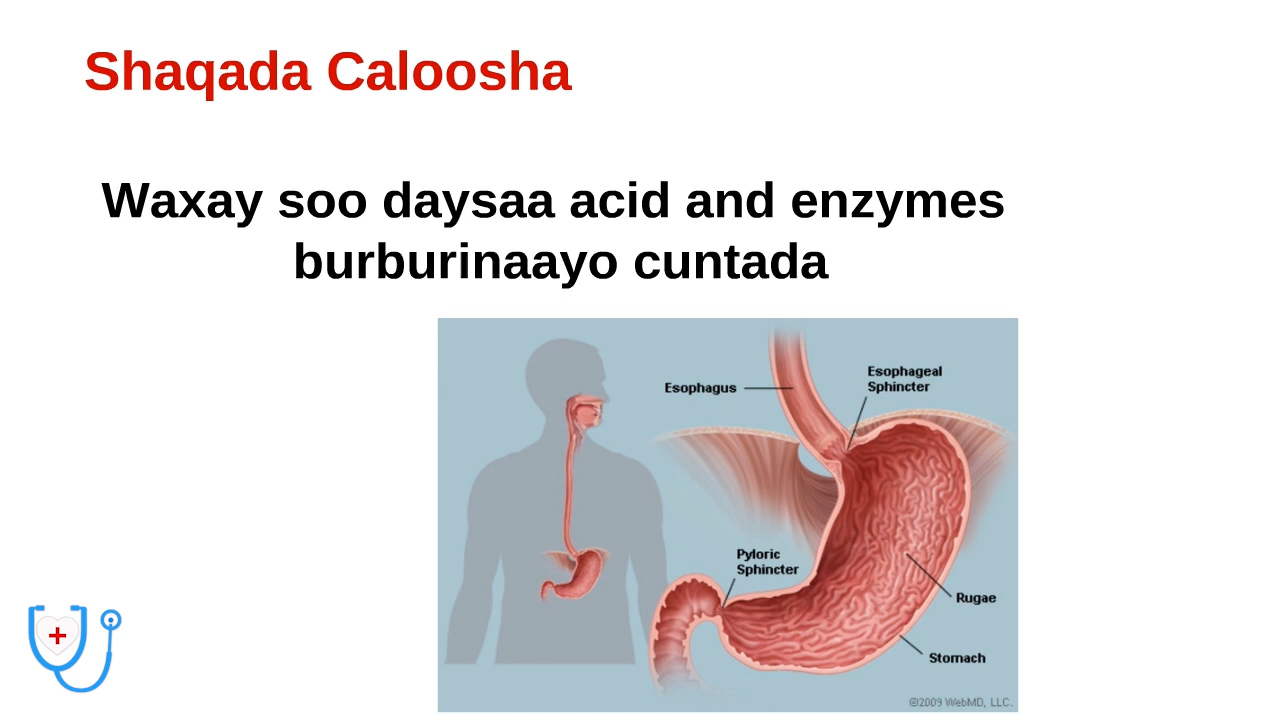 Shaqada Caloosha
Waxay soo daysaa acid and enzymes
burburinaayo cuntada
Esophagus
Esophageal
Sphincter
Pyloric
Sphincter
Rugae
Stomach
©2009 WebMD, LLC.